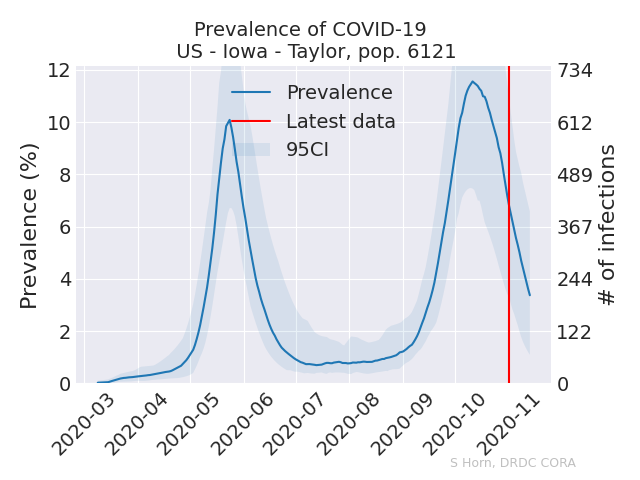 Prevalence of COVID-19
US - Iowa - Taylor, pop. 6121
Prevalence (%)
12
10
8
6
4
2
0
Prevalence
Latest data
95CI
734
612
489
367
244
122
0
# of infections
2020-03
2020-04
2020-05
2020-06
2020-07
2020-08
2020-09
2020-10
2020-11
S Horn, DRDC CORA